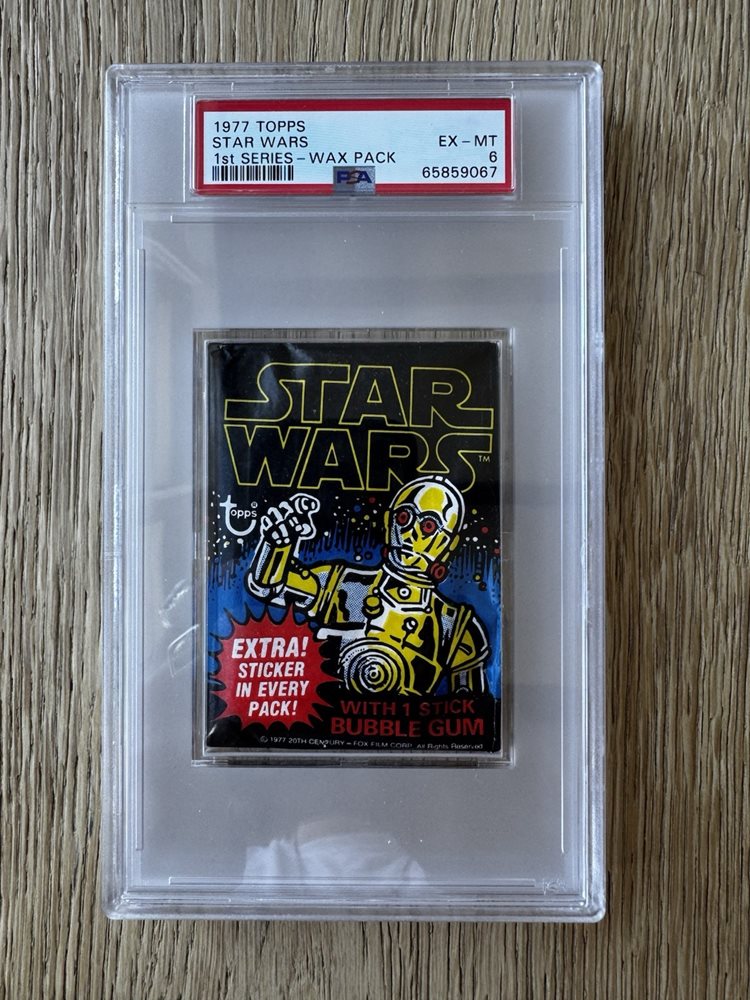 1977 TOPPS
STAR WARS EX - MT
1st SERIES - WAX PACK 6
PSA 65859067
STAR
WARS
TM
topps®
EXTRA!
STICKER
IN EVERY
PACK!
WITH 1 STICK
BUBBLE GUM
© 1977 20TH CENTURY - FOX FILM CORP. All Rights Reserved